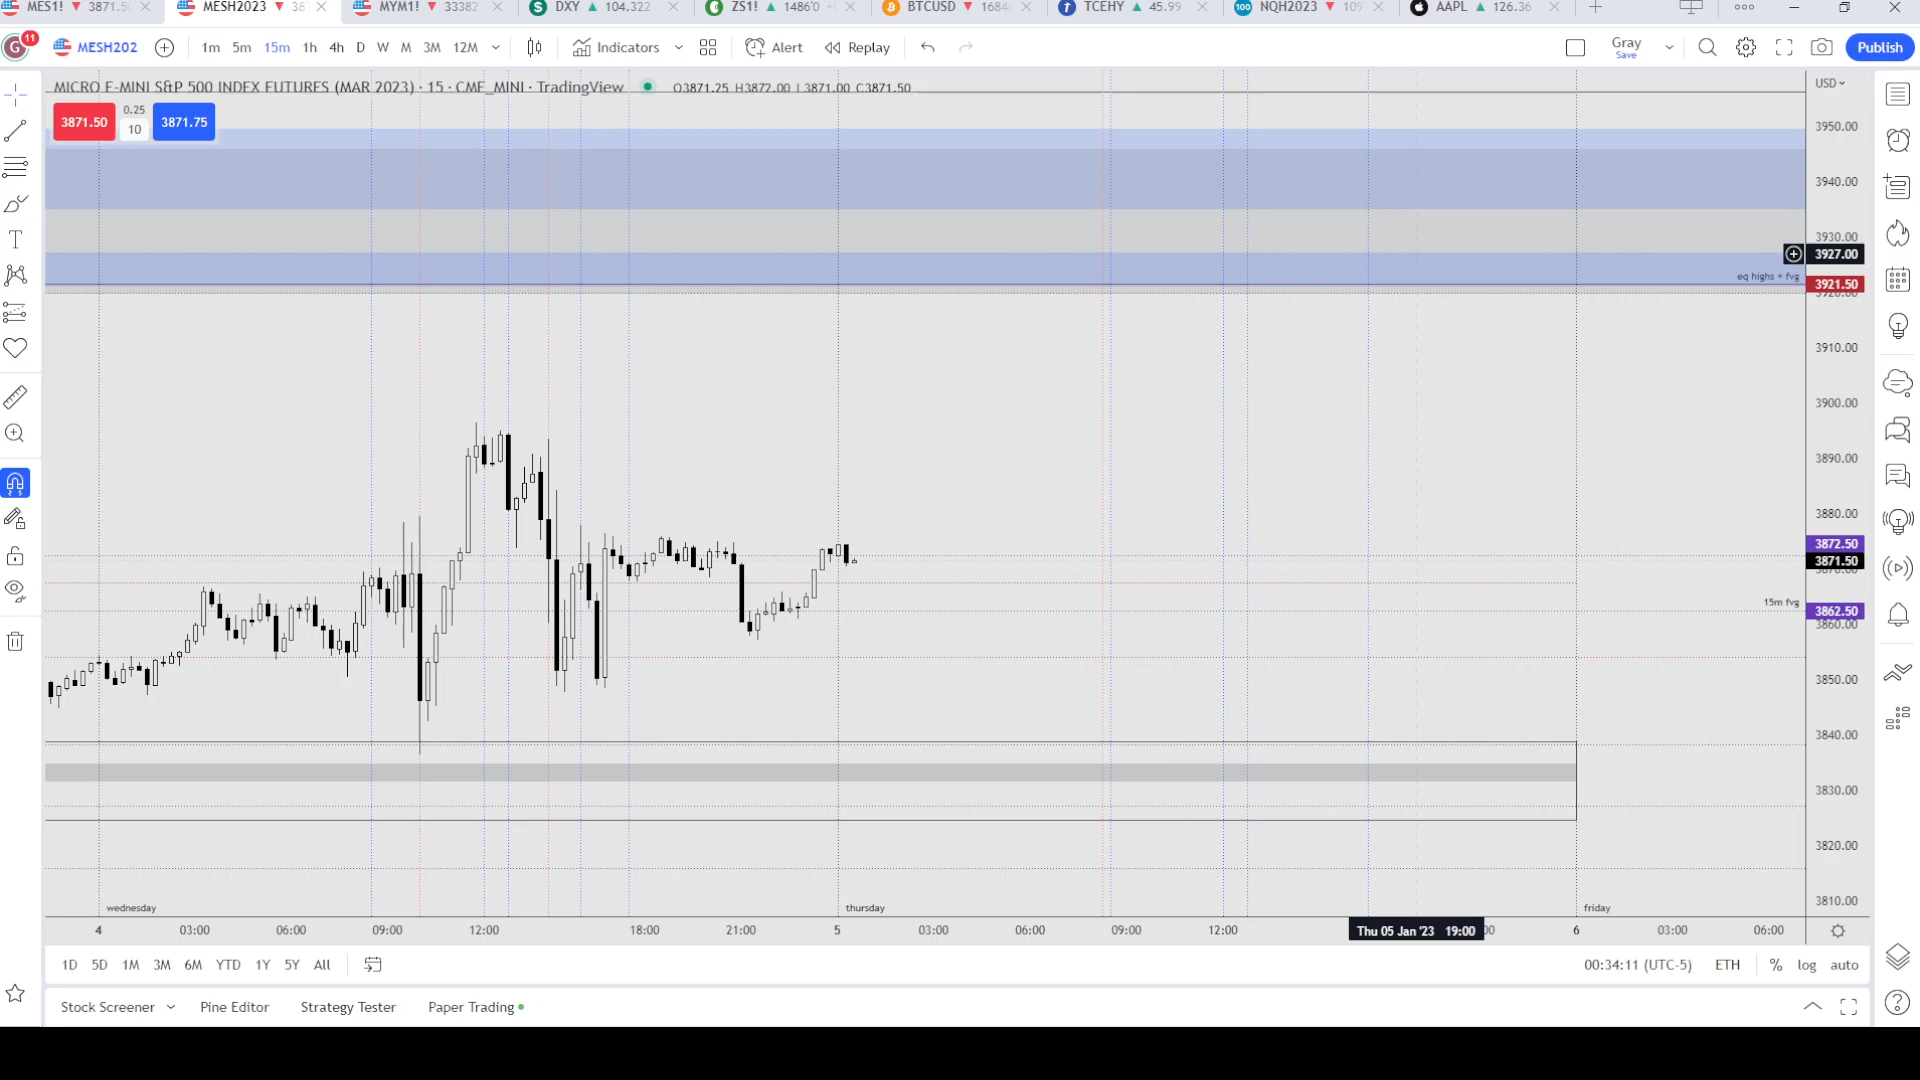 MES1! ▼ 3871.50
MESH2023 ▼ 38
MYM1! ▼ 33382
DXY ▲ 104.322
ZS1! ▲ 1486'0
BTCUSD ▼ 1684
TCEHY ▲ 45.99
NQH2023 ▼ 109
AAPL ▲ 126.36
G 11 MESH202 1m 5m 15m 1h 4h D W M 3M 12M Indicators Alert Replay Gray Publish
Save
MICRO E-MINI S&P 500 INDEX FUTURES (MAR 2023) · 15 · CME_MINI · TradingView O3871.25 H3872.00 L3871.00 C3871.50
USD
3871.50 0.25 10 3871.75
3950.00
3940.00
3930.00
3927.00
eq highs + fvg 3921.50
3920.00
3910.00
3900.00
3890.00
3880.00
3872.50
3871.50
3870.00
15m fvg 3862.50
3860.00
3850.00
3840.00
3830.00
3820.00
3810.00
wednesday thursday friday
4 03:00 06:00 09:00 12:00 18:00 21:00 5 03:00 06:00 09:00 12:00 Thu 05 Jan '23 19:00 6 03:00 06:00
1D 5D 1M 3M 6M YTD 1Y 5Y All 00:34:11 (UTC-5) ETH % log auto
Stock Screener Pine Editor Strategy Tester Paper Trading